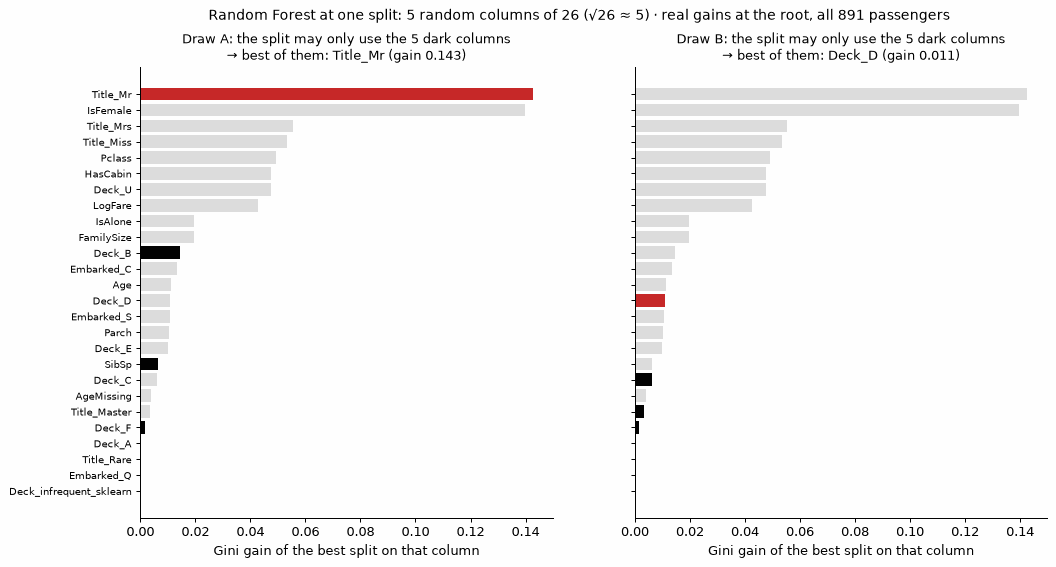 Random Forest at one split: 5 random columns of 26 (√26 ≈ 5) · real gains at the root, all 891 passengers
Draw A: the split may only use the 5 dark columns
→ best of them: Title_Mr (gain 0.143)
Draw B: the split may only use the 5 dark columns
→ best of them: Deck_D (gain 0.011)
Title_Mr
IsFemale
Title_Mrs
Title_Miss
Pclass
HasCabin
Deck_U
LogFare
IsAlone
FamilySize
Deck_B
Embarked_C
Age
Deck_D
Embarked_S
Parch
Deck_E
SibSp
Deck_C
AgeMissing
Title_Master
Deck_F
Deck_A
Title_Rare
Embarked_Q
Deck_infrequent_sklearn
0.00 0.02 0.04 0.06 0.08 0.10 0.12 0.14
Gini gain of the best split on that column
0.00 0.02 0.04 0.06 0.08 0.10 0.12 0.14
Gini gain of the best split on that column